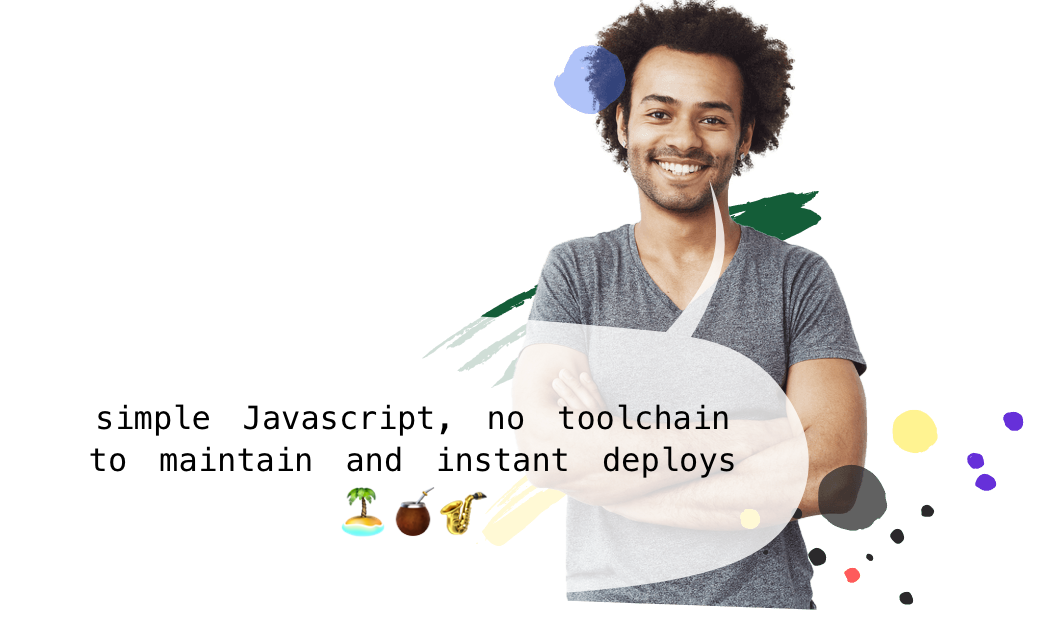 simple Javascript, no toolchain
to maintain and instant deploys
🏝️🧉🎷